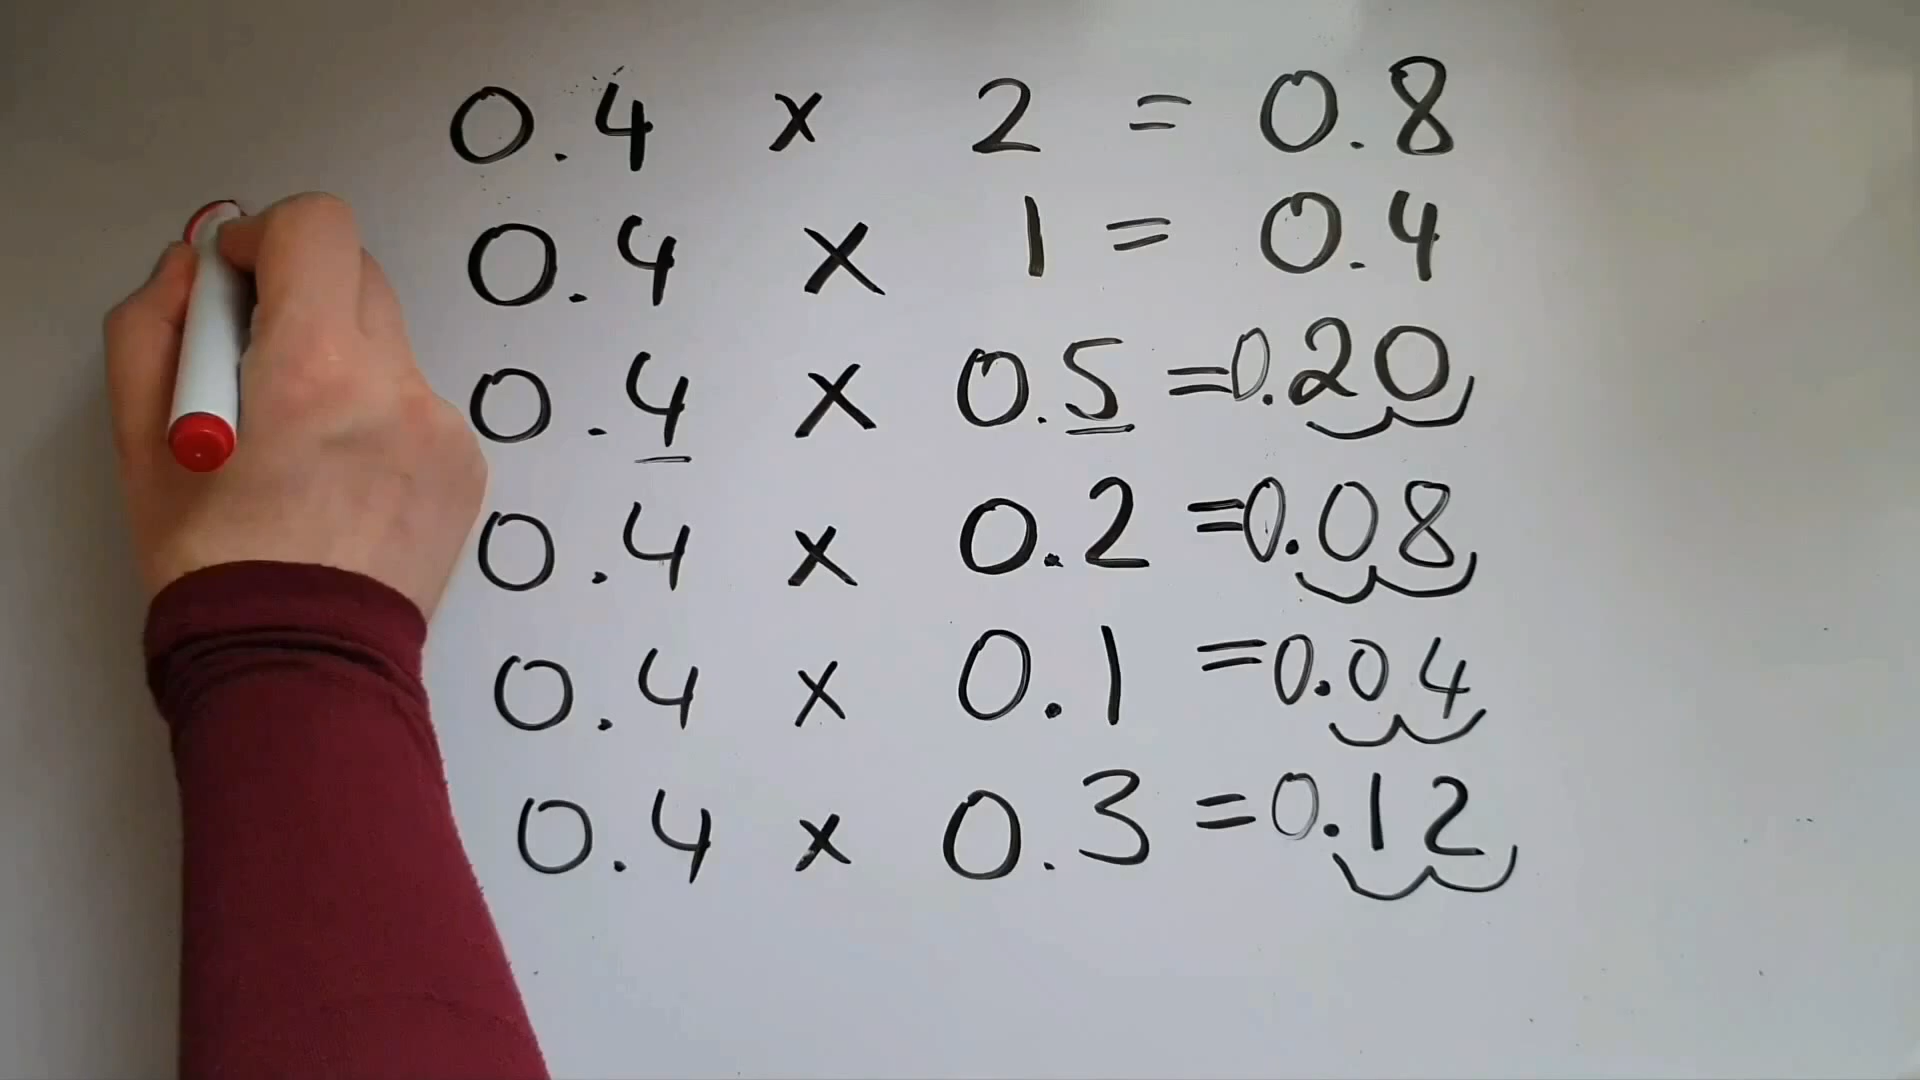 0.4 x 2 = 0.8
0.4 x 1 = 0.4
0.4 x 0.5 = 0.20
0.4 x 0.2 = 0.08
0.4 x 0.1 = 0.04
0.4 x 0.3 = 0.12